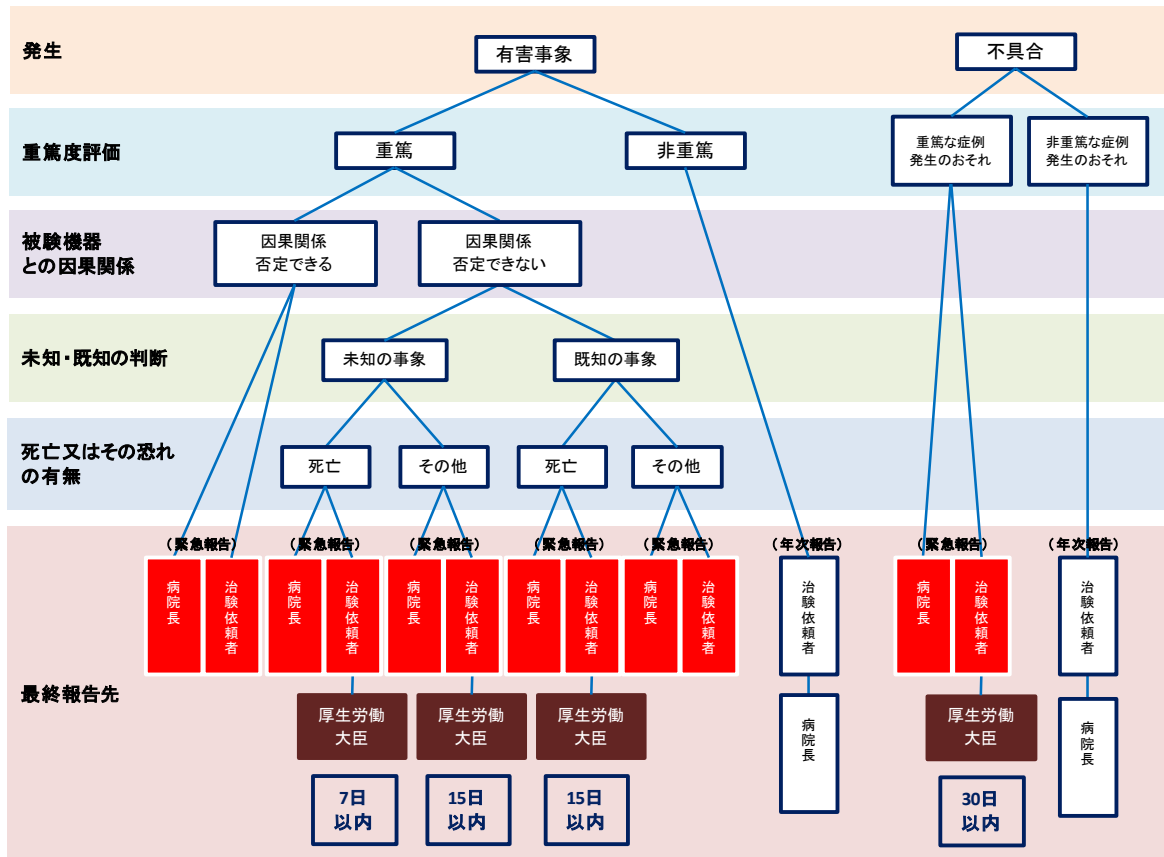 発生
有害事象
不具合
重篤度評価
重篤
非重篤
重篤な症例
発生のおそれ
非重篤な症例
発生のおそれ
被験機器
との因果関係
因果関係
否定できる
因果関係
否定できない
未知・既知の判断
未知の事象
既知の事象
死亡又はその恐れ
の有無
死亡
その他
死亡
その他
最終報告先
（緊急報告）
（緊急報告）
（緊急報告）
（緊急報告）
（緊急報告）
（年次報告）
（緊急報告）
（年次報告）
病院長
治験依頼者
病院長
治験依頼者
病院長
治験依頼者
病院長
治験依頼者
病院長
治験依頼者
治験依頼者
病院長
治験依頼者
治験依頼者
厚生労働
大臣
厚生労働
大臣
厚生労働
大臣
病院長
厚生労働
大臣
病院長
7日
以内
15日
以内
15日
以内
30日
以内